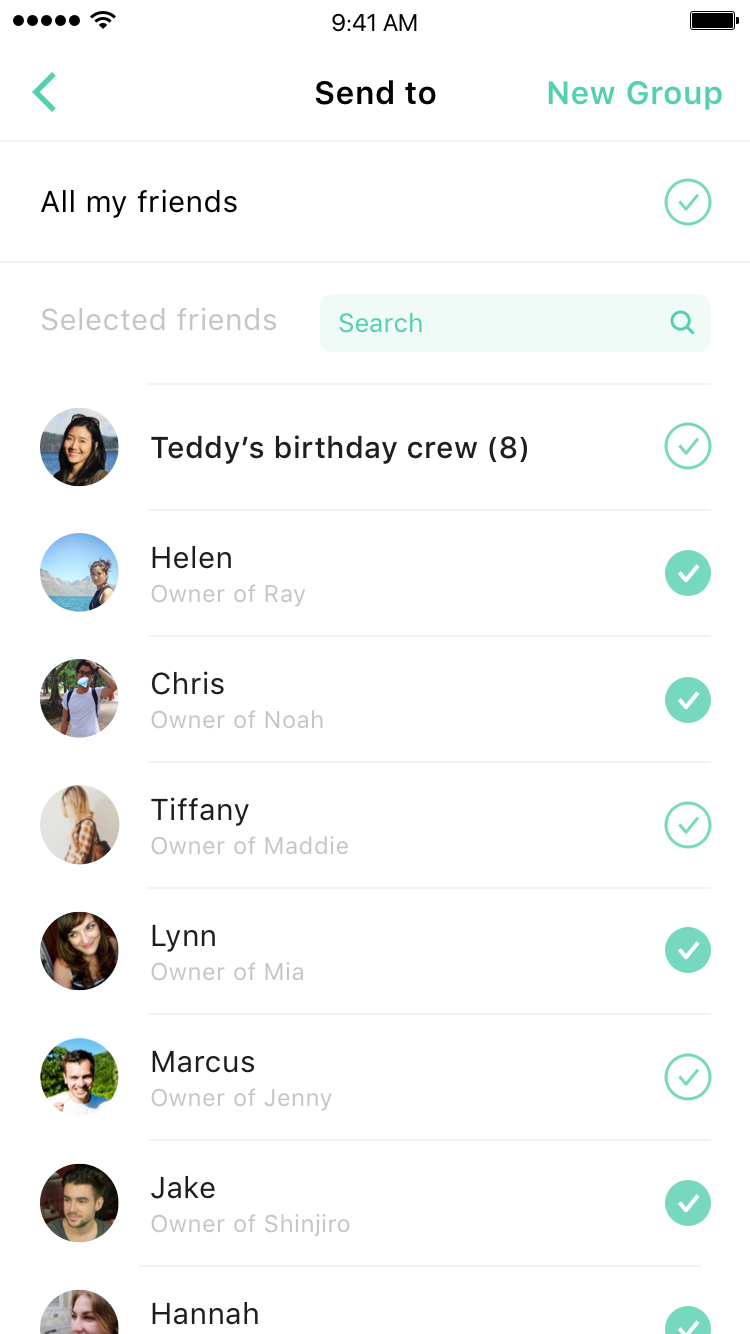 9:41 AM
Send to
New Group
All my friends
Selected friends
Search
Teddy’s birthday crew (8)
Helen
Owner of Ray
Chris
Owner of Noah
Tiffany
Owner of Maddie
Lynn
Owner of Mia
Marcus
Owner of Jenny
Jake
Owner of Shinjiro
Hannah